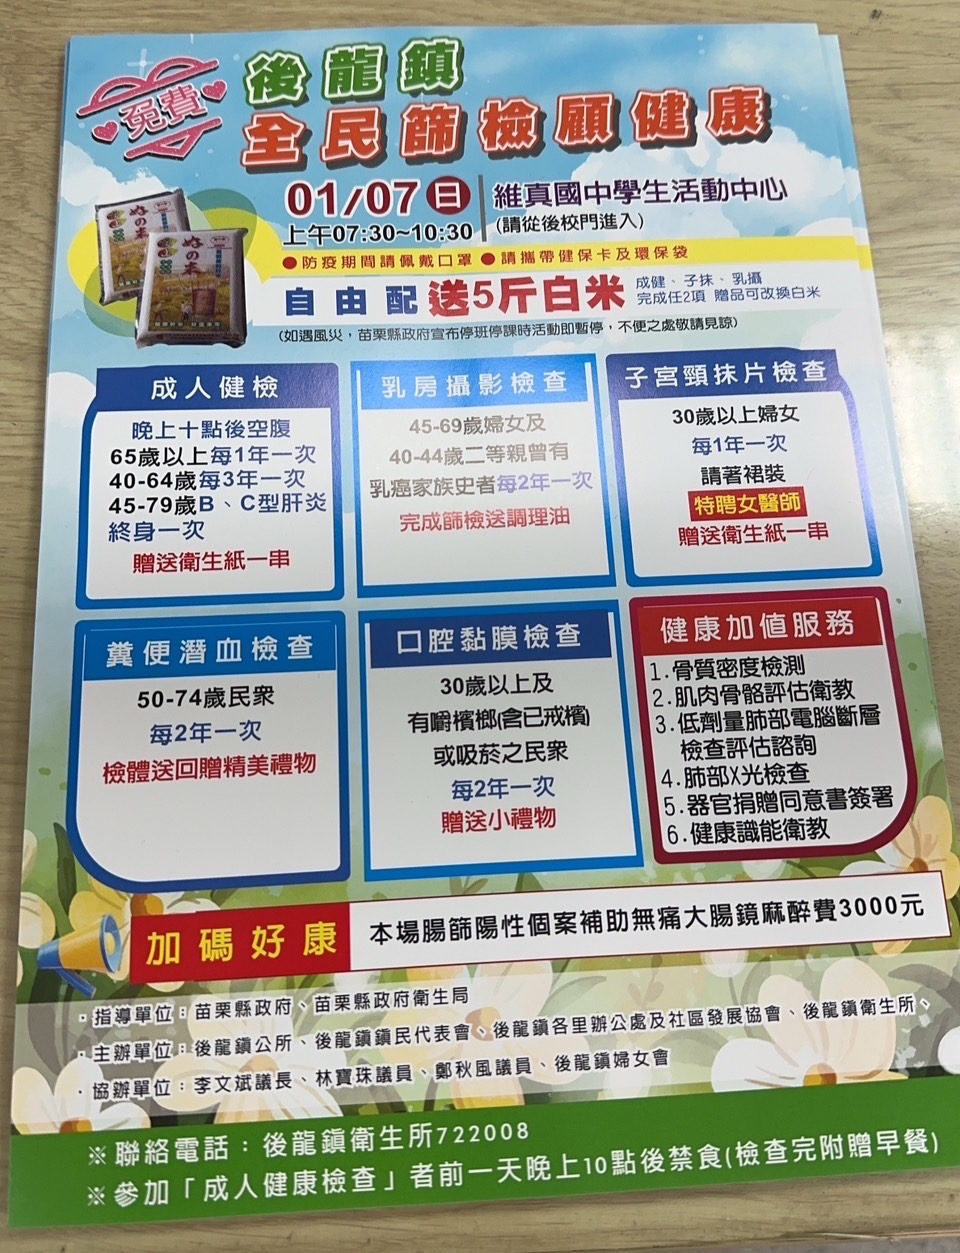 免費
後龍鎮
全民篩檢顧健康
01/07 日
上午07:30~10:30
維真國中學生活動中心
(請從後校門進入)
●防疫期間請佩戴口罩 ●請攜帶健保卡及環保袋
自由配 送5斤白米
成健、子抹、乳攝
完成任2項 贈品可改換白米
(如遇風災，苗栗縣政府宣布停班停課時活動即暫停，不便之處敬請見諒)
成人健檢
晚上十點後空腹
65歲以上每1年一次
40-64歲每3年一次
45-79歲B、C型肝炎
終身一次
贈送衛生紙一串
乳房攝影檢查
45-69歲婦女及
40-44歲二等親曾有
乳癌家族史者每2年一次
完成篩檢送調理油
子宮頸抹片檢查
30歲以上婦女
每1年一次
請著裙裝
特聘女醫師
贈送衛生紙一串
糞便潛血檢查
50-74歲民眾
每2年一次
檢體送回贈精美禮物
口腔黏膜檢查
30歲以上及
有嚼檳榔(含已戒檳)
或吸菸之民眾
每2年一次
贈送小禮物
健康加值服務
1.骨質密度檢測
2.肌肉骨骼評估衛教
3.低劑量肺部電腦斷層
檢查評估諮詢
4.肺部X光檢查
5.器官捐贈同意書簽署
6.健康識能衛教
加碼好康
本場腸篩陽性個案補助無痛大腸鏡麻醉費3000元
·指導單位：苗栗縣政府、苗栗縣政府衛生局
·主辦單位：後龍鎮公所、後龍鎮鎮民代表會、後龍鎮各里辦公處及社區發展協會、後龍鎮衛生所、
·協辦單位：李文斌議長、林寶珠議員、鄭秋風議員、後龍鎮婦女會
※聯絡電話：後龍鎮衛生所722008
※參加「成人健康檢查」者前一天晚上10點後禁食(檢查完附贈早餐)